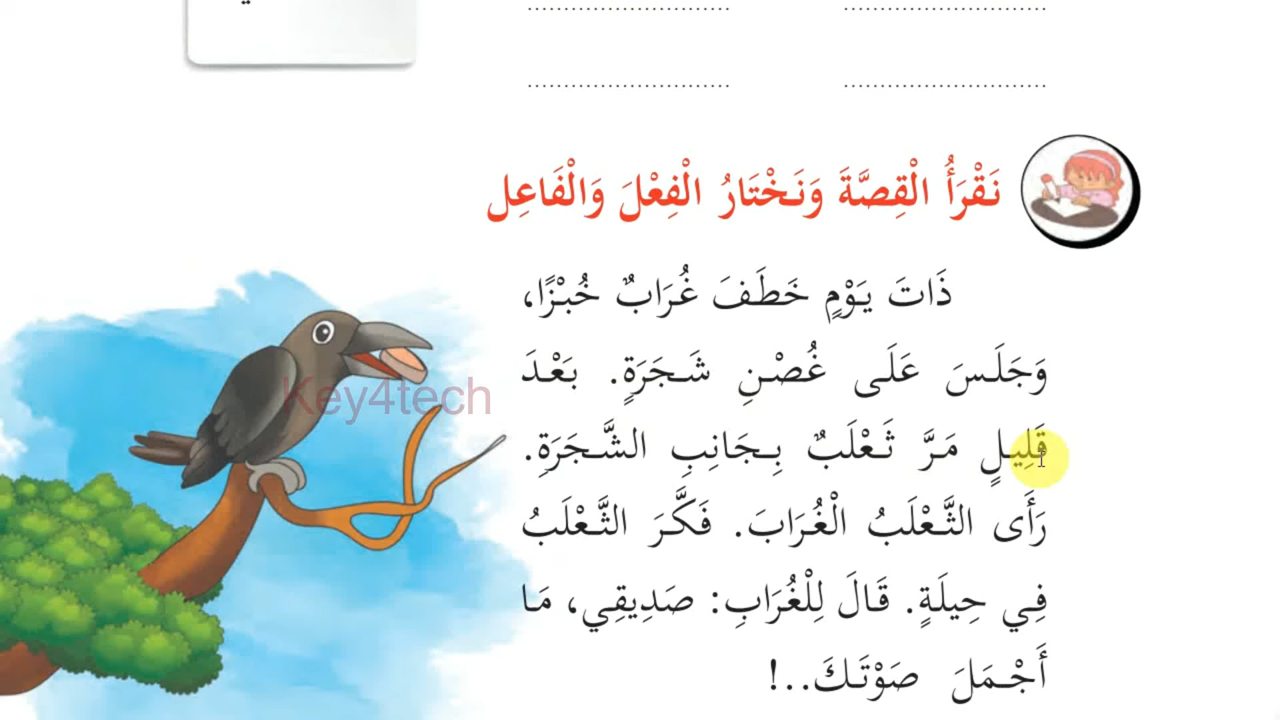 نَقْرَأُ الْقِصَّةَ وَنَخْتَارُ الْفِعْلَ وَالْفَاعِل
ذَاتَ يَوْمٍ خَطَفَ غُرَابٌ خُبْزًا،
وَجَلَسَ عَلَى غُصْنِ شَجَرَةٍ. بَعْدَ
قَلِيلٍ مَرَّ ثَعْلَبٌ بِجَانِبِ الشَّجَرَةِ.
رَأَى الثَّعْلَبُ الْغُرَابَ. فَكَّرَ الثَّعْلَبُ
فِي حِيلَةٍ. قَالَ لِلْغُرَابِ: صَدِيقِي، مَا
أَجْمَلَ صَوْتَكَ..!
Key4tech